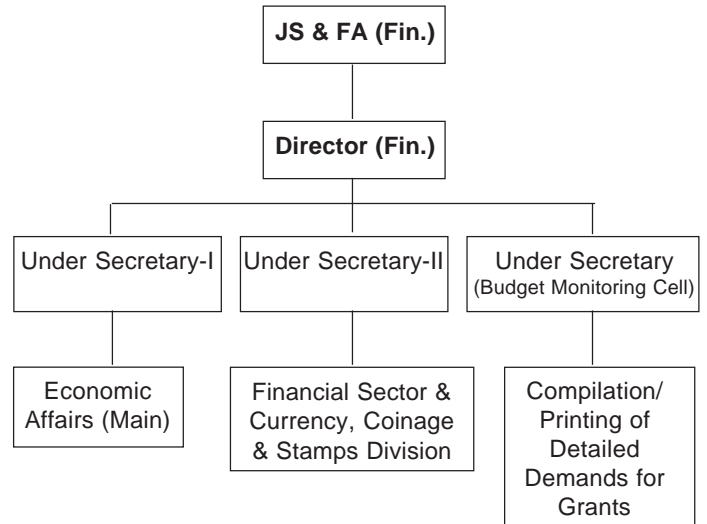 JS & FA (Fin.)
Director (Fin.)
Under Secretary-I
Under Secretary-II
Under Secretary
(Budget Monitoring Cell)
Economic
Affairs (Main)
Financial Sector &
Currency, Coinage
& Stamps Division
Compilation/
Printing of
Detailed
Demands for
Grants